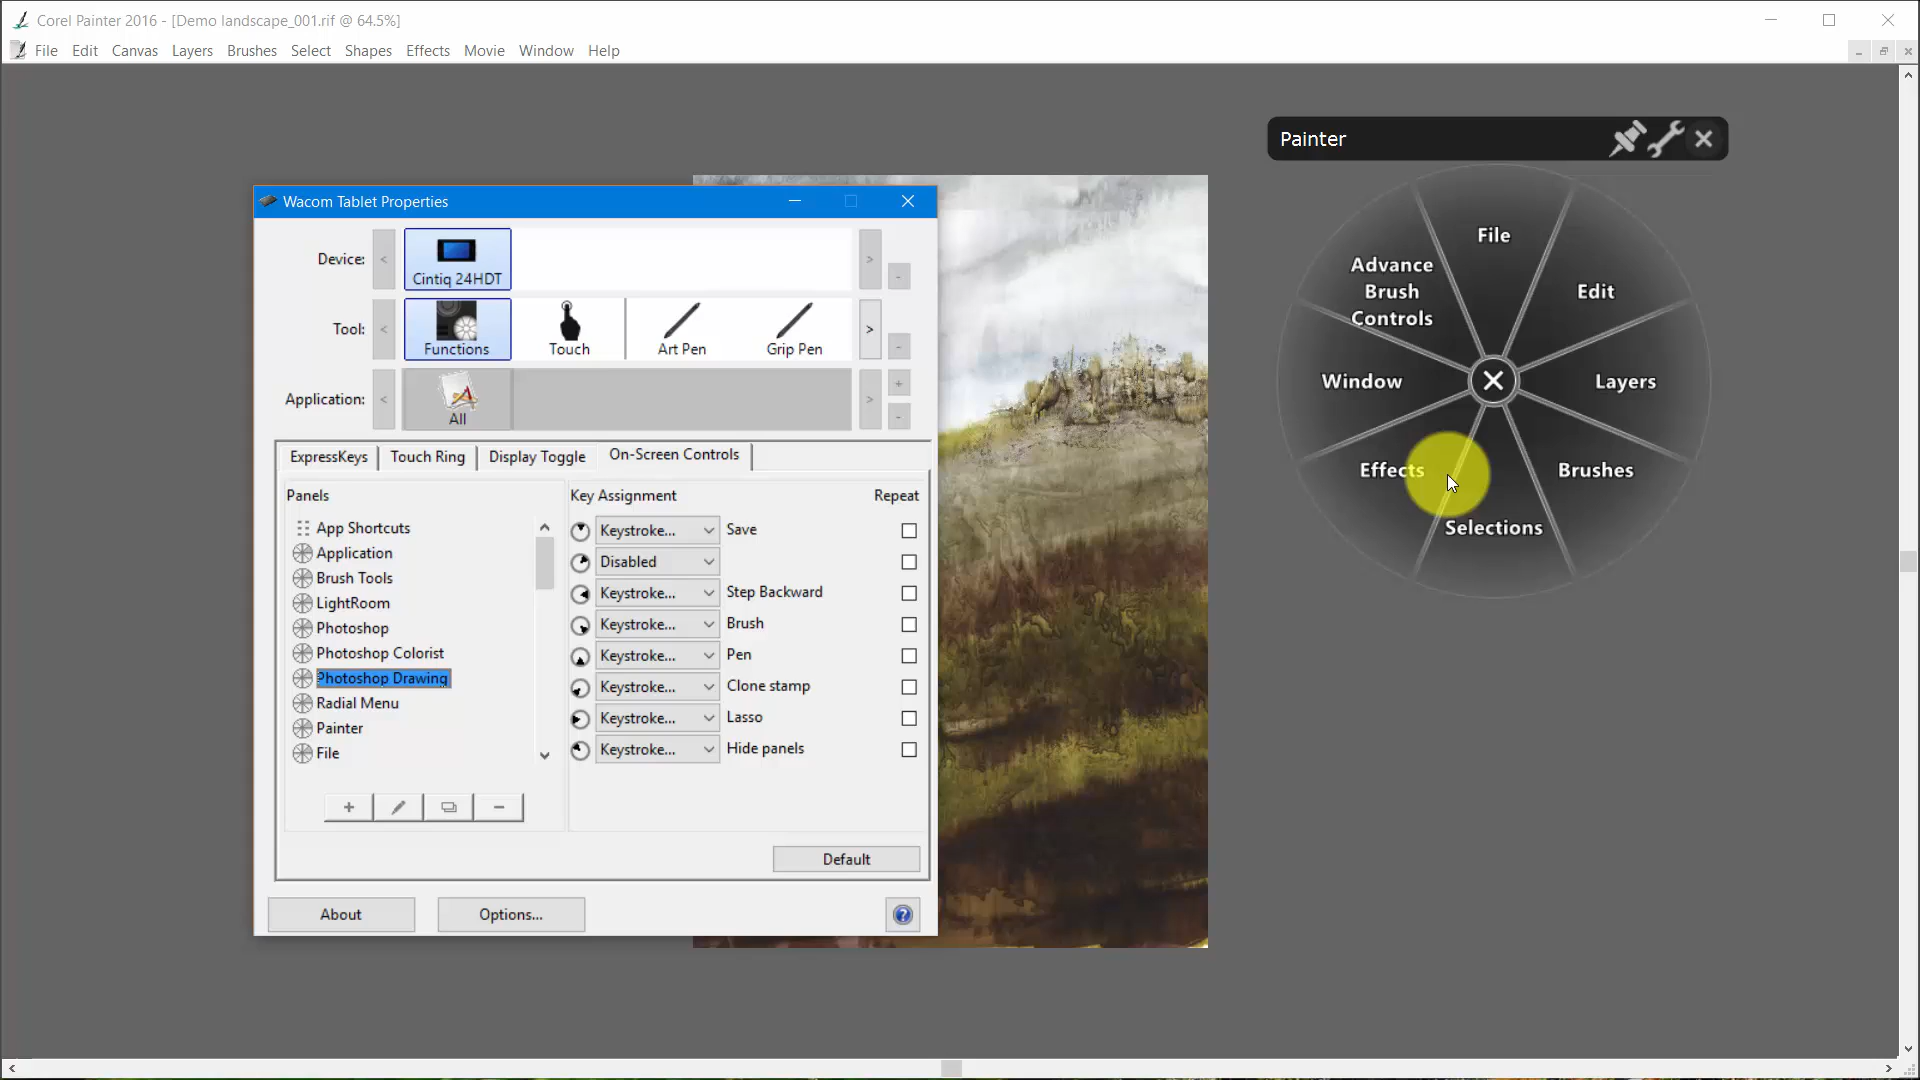 Corel Painter 2016 - [Demo landscape_001.rif @ 64.5%]
File Edit Canvas Layers Brushes Select Shapes Effects Movie Window Help
Painter
File
Edit
Layers
Brushes
Selections
Effects
Window
Advance
Brush
Controls
Wacom Tablet Properties
Device:
Cintiq 24HDT
Tool:
Functions
Touch
Art Pen
Grip Pen
Application:
All
ExpressKeys
Touch Ring
Display Toggle
On-Screen Controls
Panels
App Shortcuts
Application
Brush Tools
LightRoom
Photoshop
Photoshop Colorist
Photoshop Drawing
Radial Menu
Painter
File
Key Assignment Repeat
Keystroke... Save
Disabled
Keystroke... Step Backward
Keystroke... Brush
Keystroke... Pen
Keystroke... Clone stamp
Keystroke... Lasso
Keystroke... Hide panels
Default
About
Options...